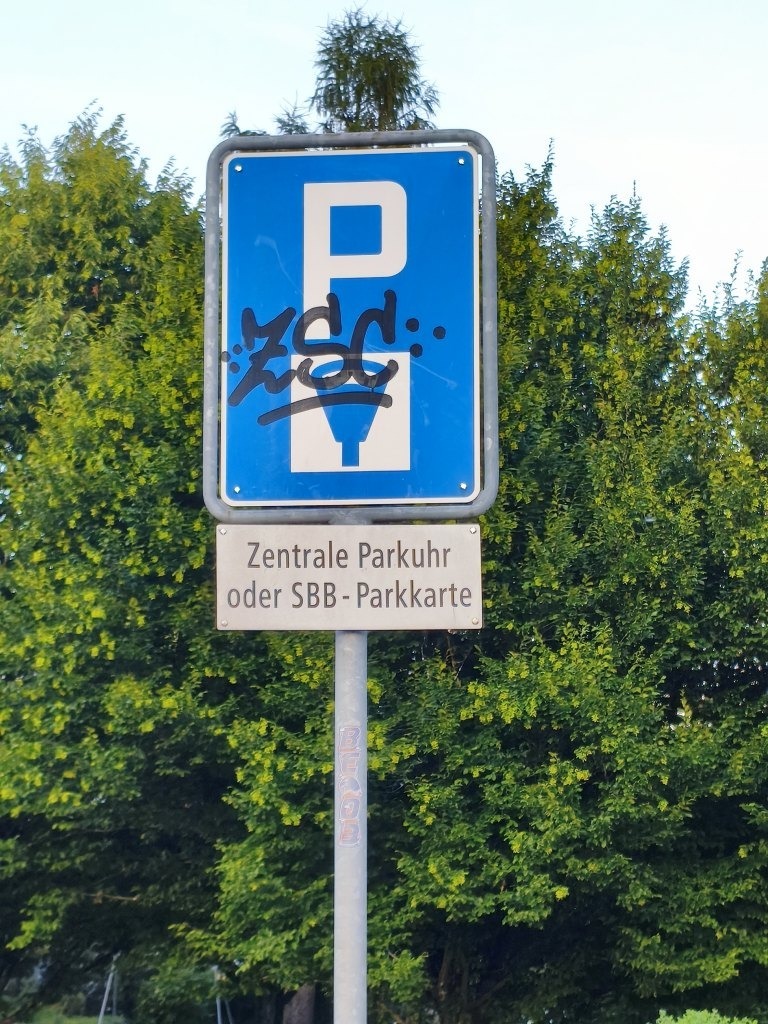 P
ZSC
Zentrale Parkuhr
oder SBB-Parkkarte